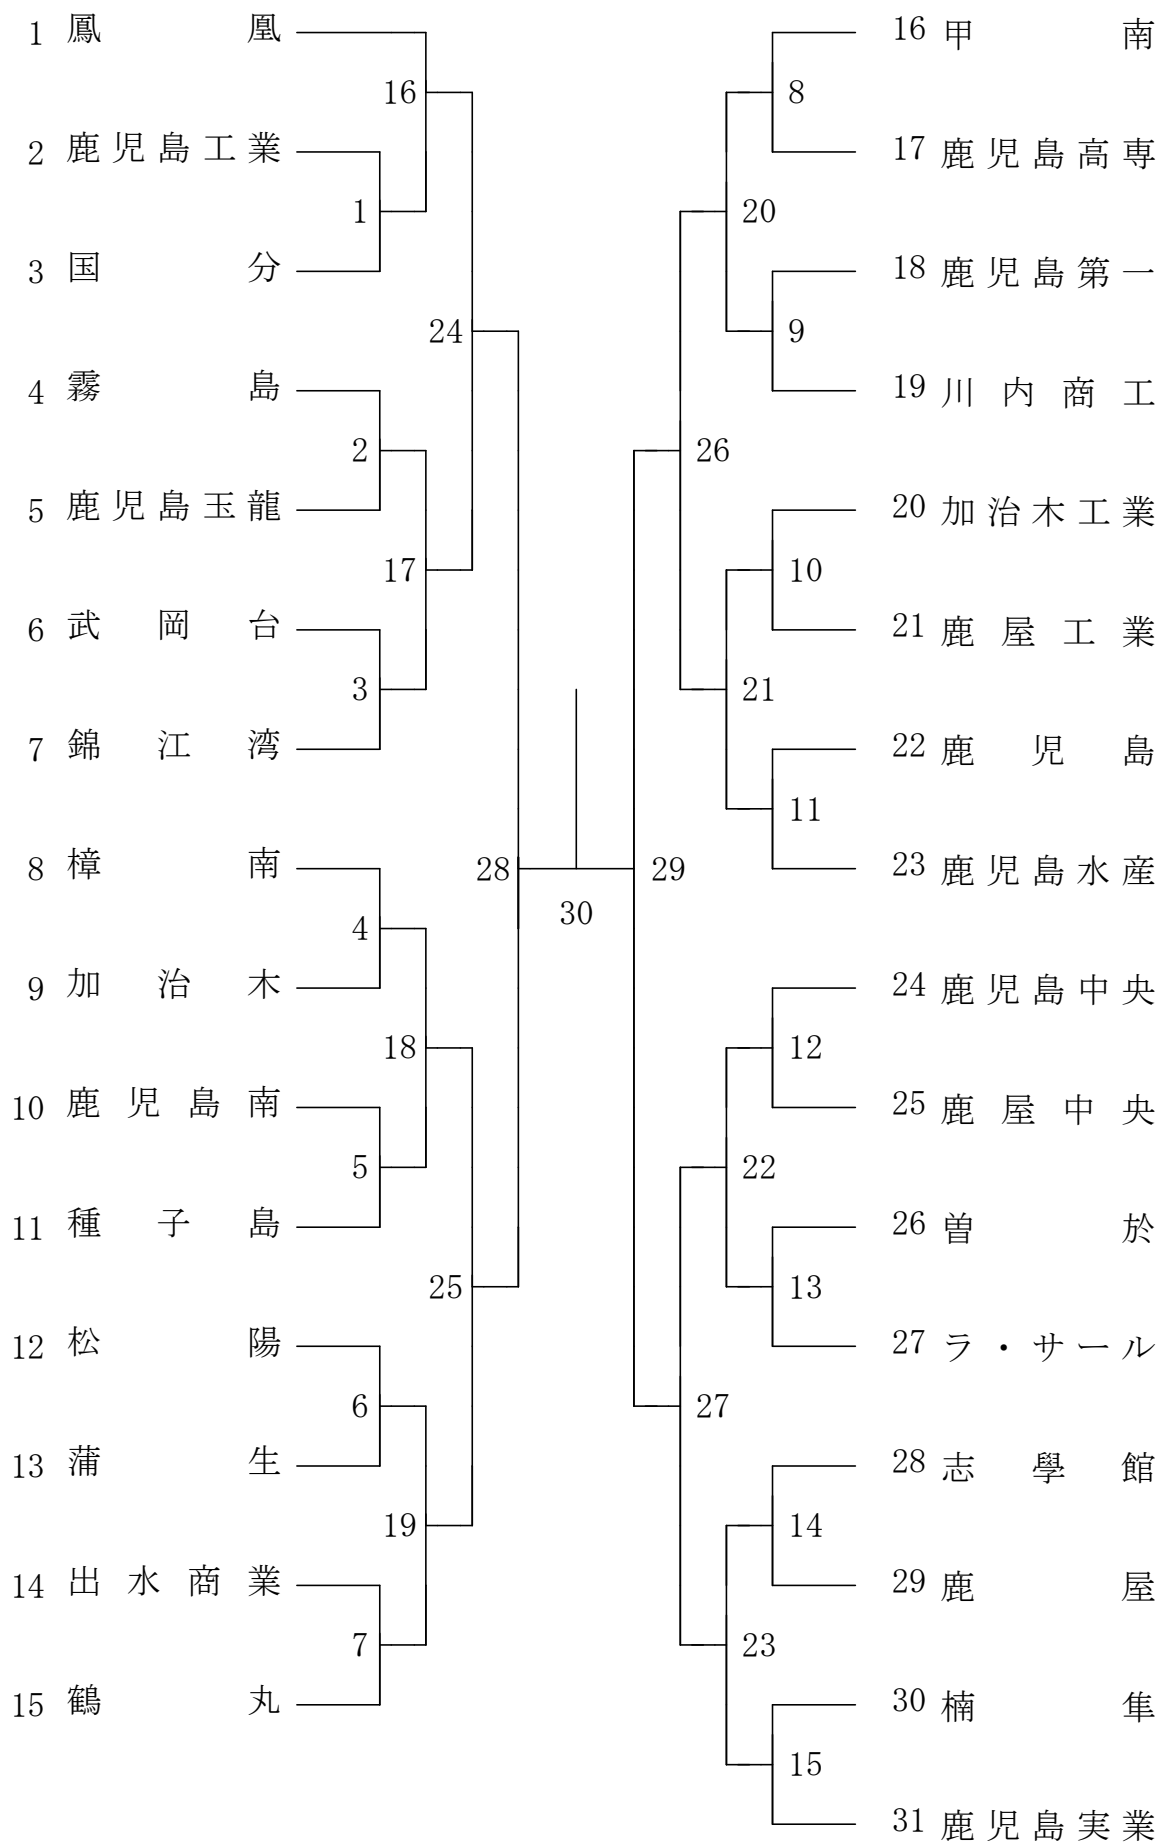 1 鳳凰
2 鹿児島工業
3 国分
4 霧島
5 鹿児島玉龍
6 武岡台
7 錦江湾
8 樟南
9 加治木
10 鹿児島南
11 種子島
12 松陽
13 蒲生
14 出水商業
15 鶴丸
16
1
24
2
17
3
28
4
18
5
25
6
19
7
30
8
20
9
26
10
21
11
29
12
22
13
27
14
23
15
16 甲南
17 鹿児島高専
18 鹿児島第一
19 川内商工
20 加治木工業
21 鹿屋工業
22 鹿児島
23 鹿児島水産
24 鹿児島中央
25 鹿屋中央
26 曽於
27 ラ・サール
28 志學館
29 鹿屋
30 楠隼
31 鹿児島実業